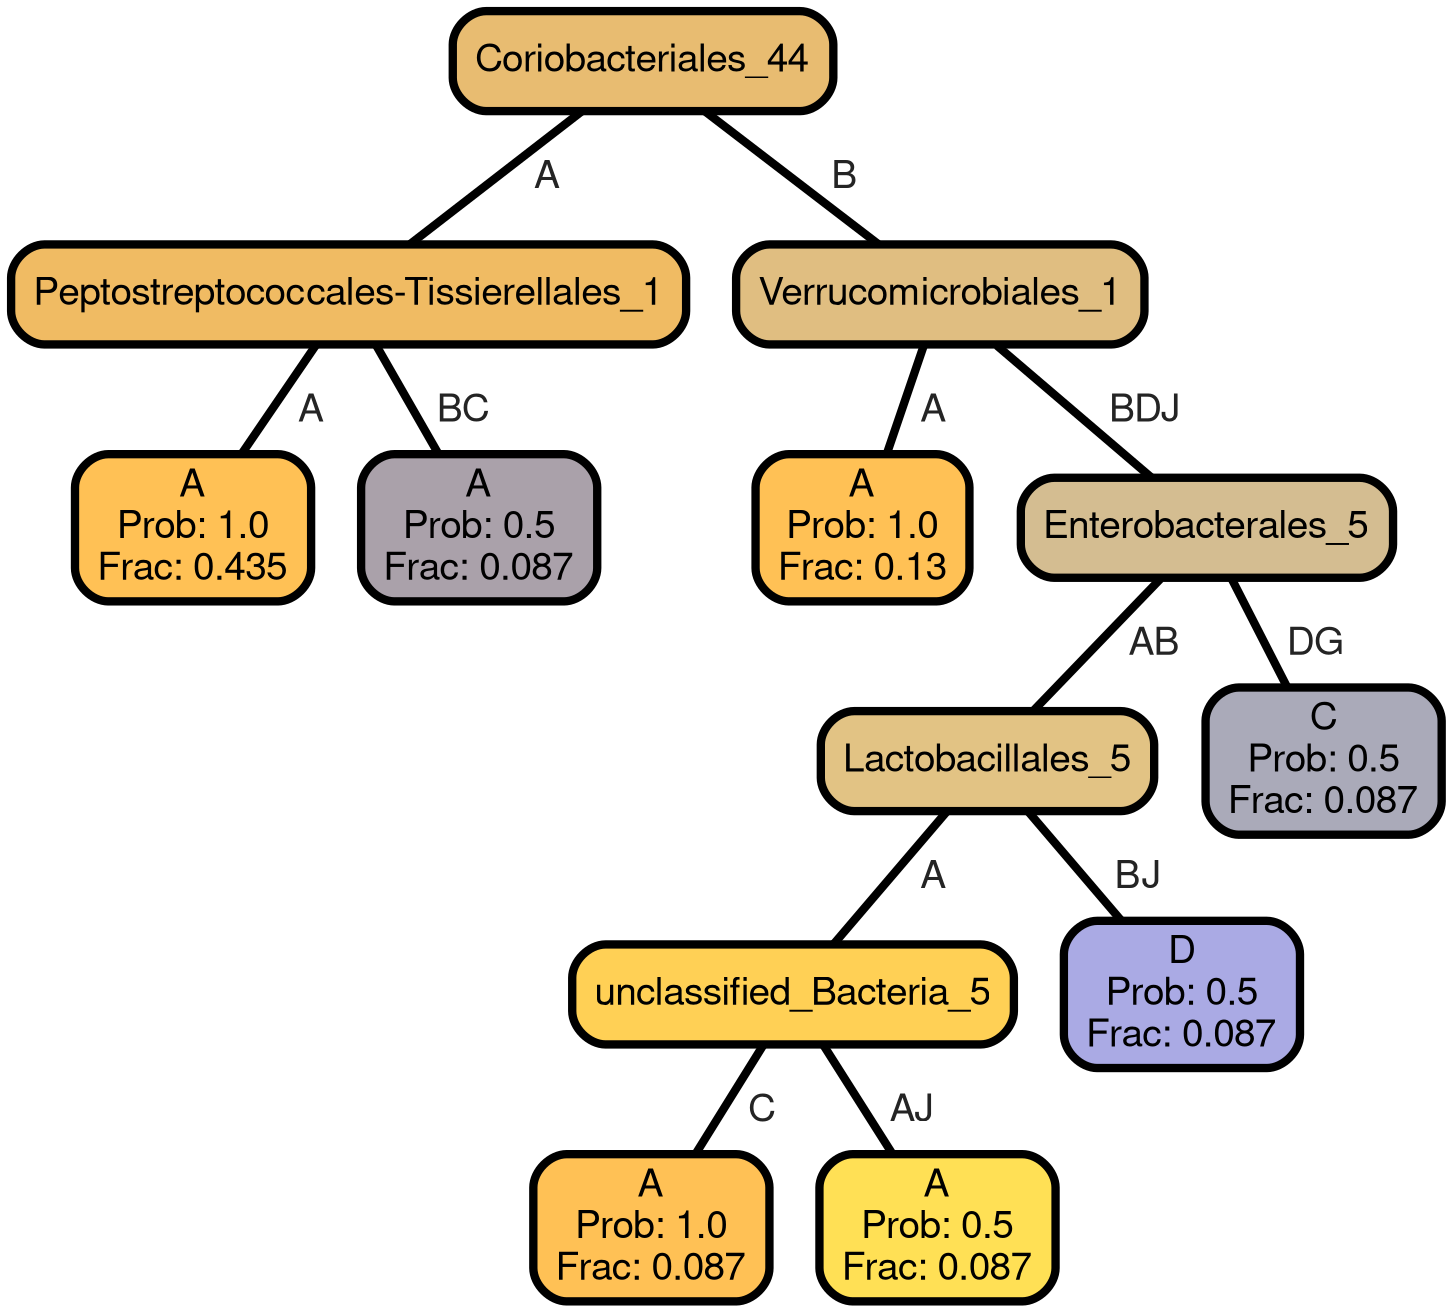 Coriobacteriales_44
A
B
Peptostreptococcales-Tissierellales_1
Verrucomicrobiales_1
A
BC
A
BDJ
A
Prob: 1.0
Frac: 0.435
A
Prob: 0.5
Frac: 0.087
A
Prob: 1.0
Frac: 0.13
Enterobacterales_5
AB
DG
Lactobacillales_5
C
Prob: 0.5
Frac: 0.087
A
BJ
unclassified_Bacteria_5
D
Prob: 0.5
Frac: 0.087
C
AJ
A
Prob: 1.0
Frac: 0.087
A
Prob: 0.5
Frac: 0.087